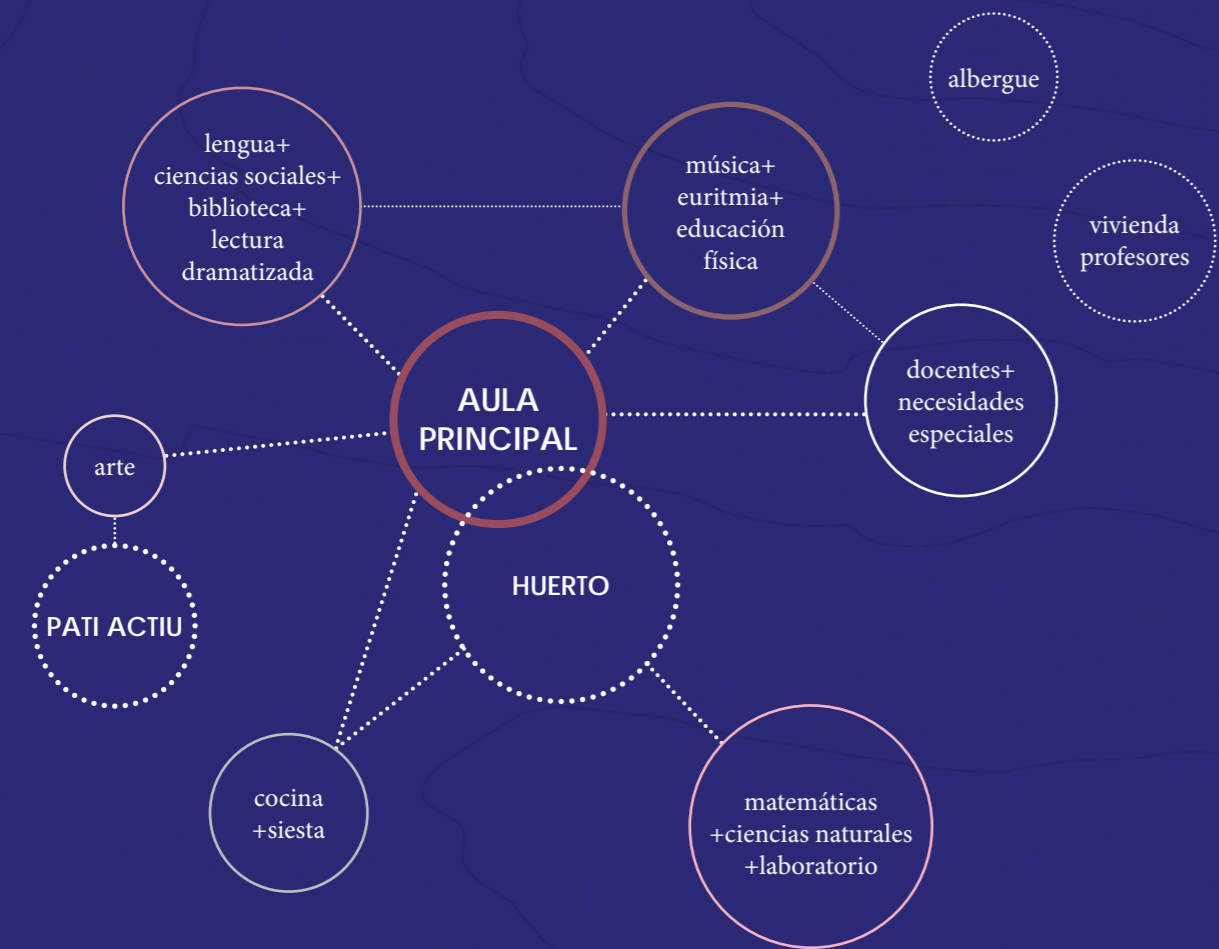 albergue
lengua+
ciencias sociales+
biblioteca+
lectura
dramatizada
música+
euritmia+
educación
física
vivienda
profesores
AULA
PRINCIPAL
docentes+
necesidades
especiales
arte
HUERTO
PATI ACTIU
cocina
+siesta
matemáticas
+ciencias naturales
+laboratorio